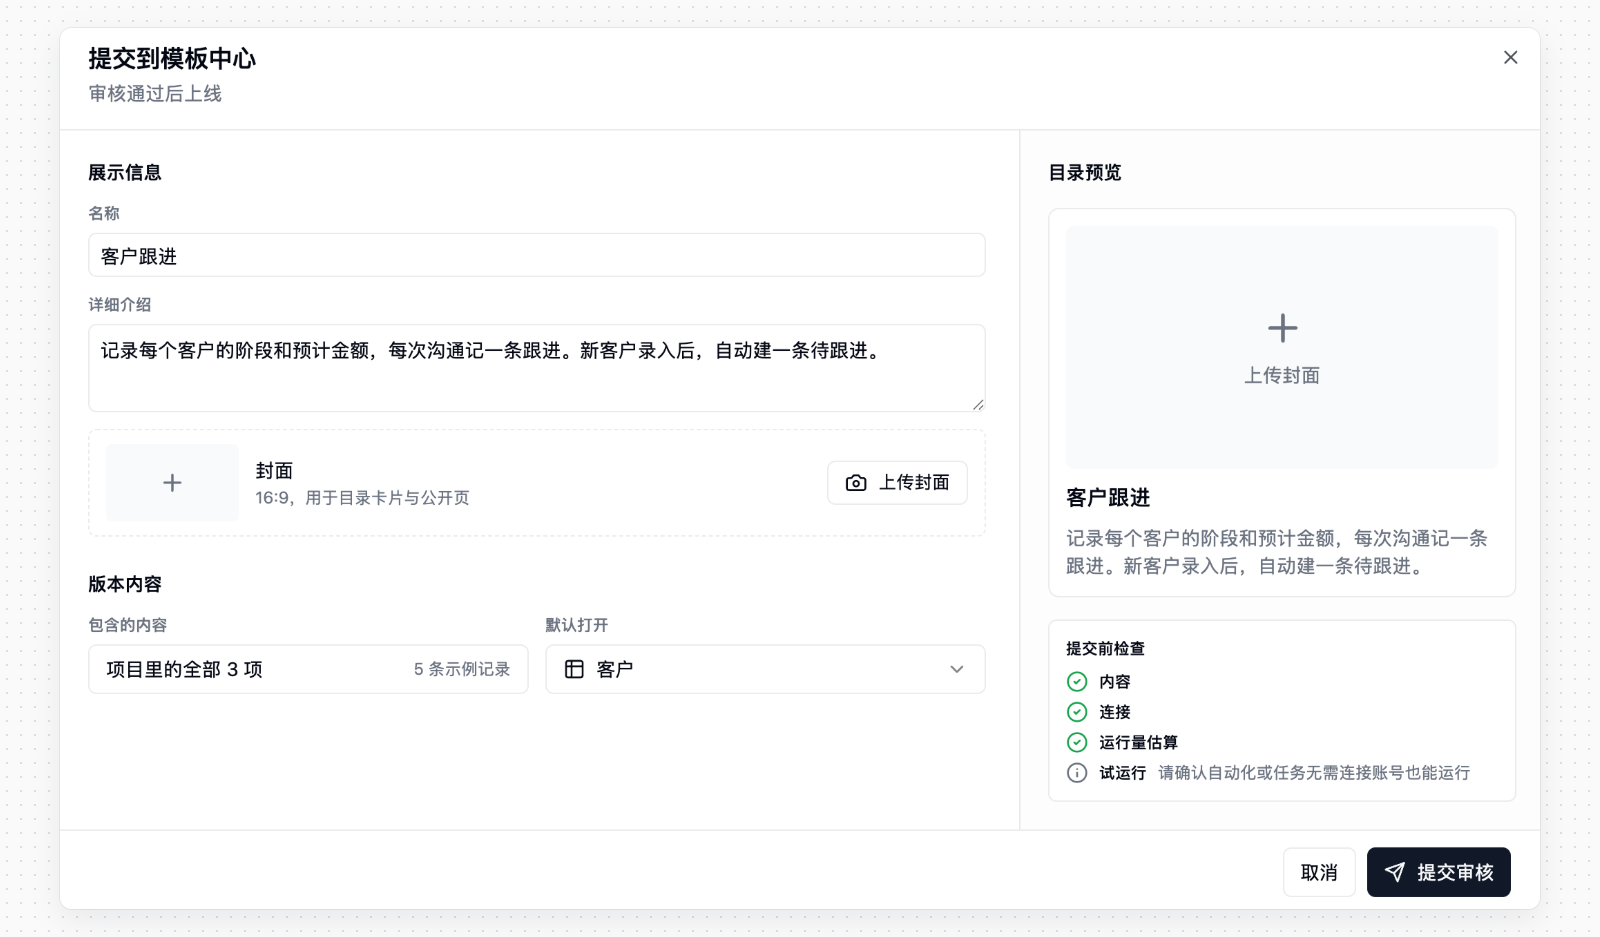 提交到模板中心
审核通过后上线
展示信息
名称
客户跟进
详细介绍
记录每个客户的阶段和预计金额，每次沟通记一条跟进。新客户录入后，自动建一条待跟进。
封面
16:9，用于目录卡片与公开页
上传封面
版本内容
包含的内容
默认打开
项目里的全部 3 项
5 条示例记录
客户
目录预览
上传封面
客户跟进
记录每个客户的阶段和预计金额，每次沟通记一条
跟进。新客户录入后，自动建一条待跟进。
提交前检查
内容
连接
运行量估算
试运行 请确认自动化或任务无需连接账号也能运行
取消
提交审核